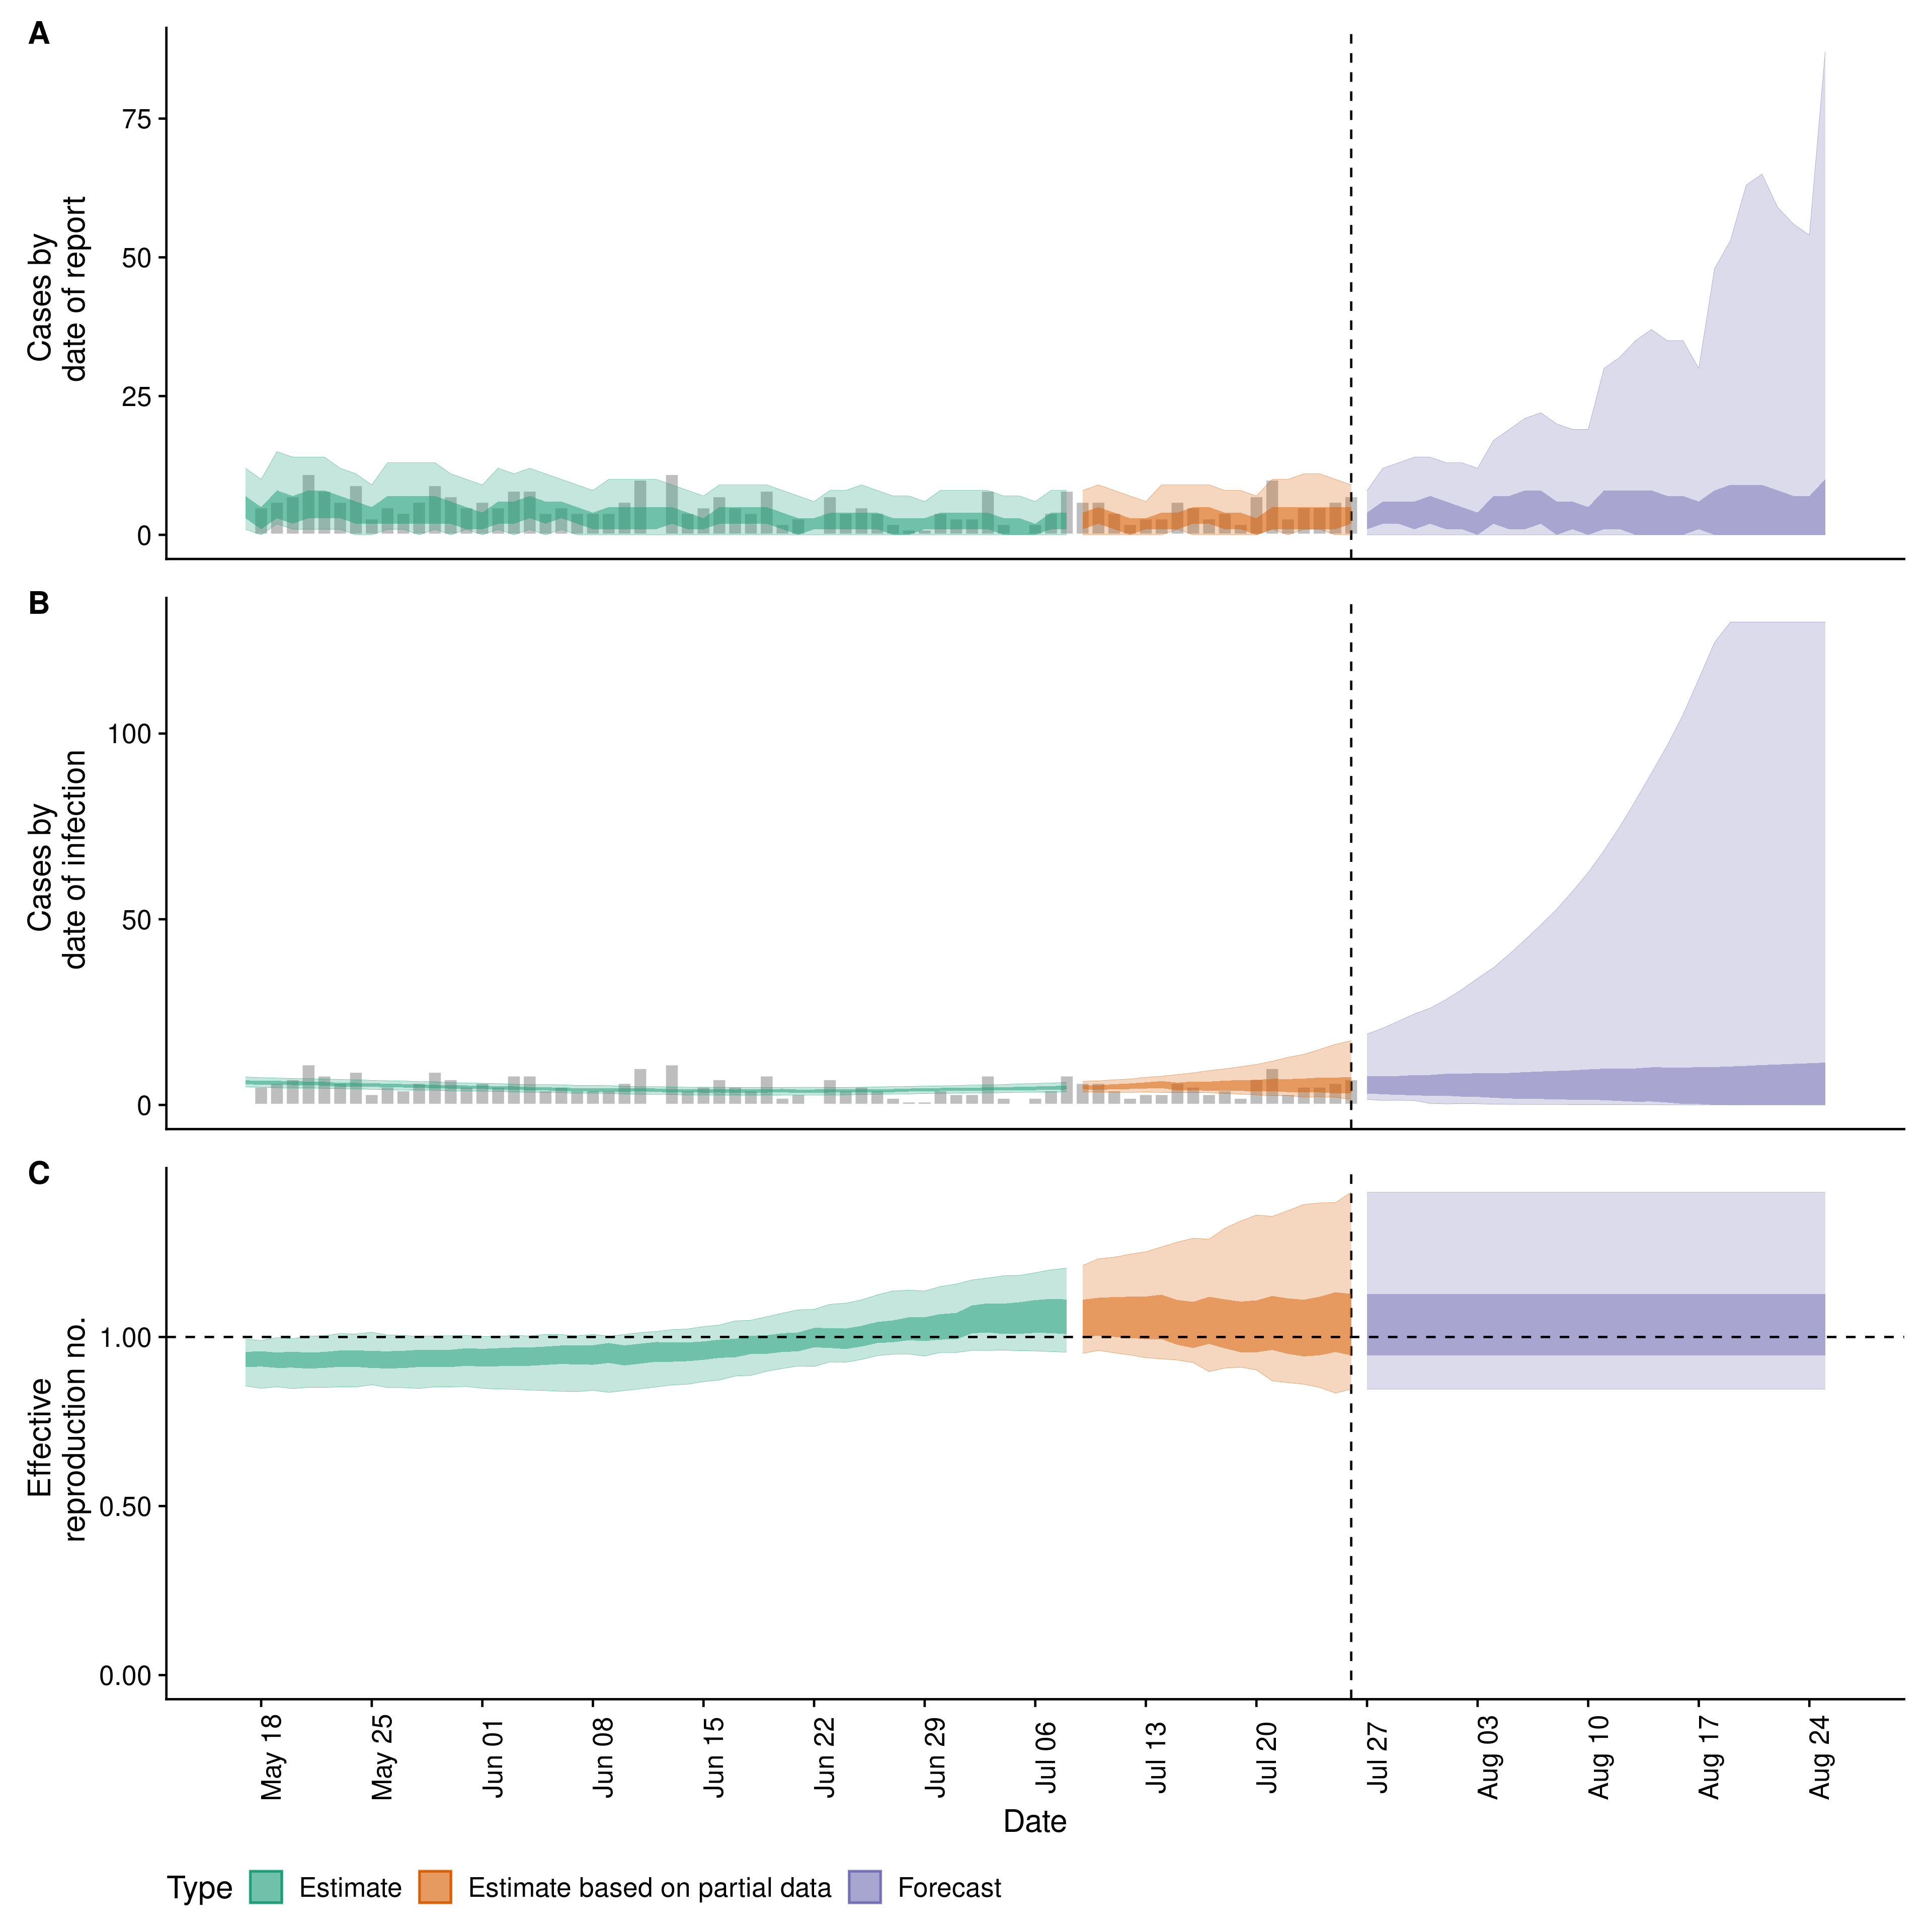 A
Cases by
date of report
75
50
25
0
B
Cases by
date of infection
100
50
0
C
Effective
reproduction no.
1.00
0.50
0.00
May 18
May 25
Jun 01
Jun 08
Jun 15
Jun 22
Jun 29
Jul 06
Jul 13
Jul 20
Jul 27
Aug 03
Aug 10
Aug 17
Aug 24
Date
Type Estimate Estimate based on partial data Forecast